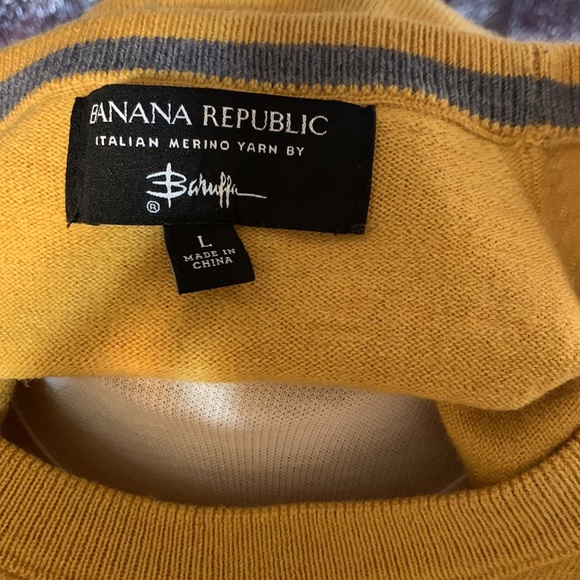 BANANA REPUBLIC
ITALIAN MERINO YARN BY
Baruffa
®
L
MADE IN
CHINA